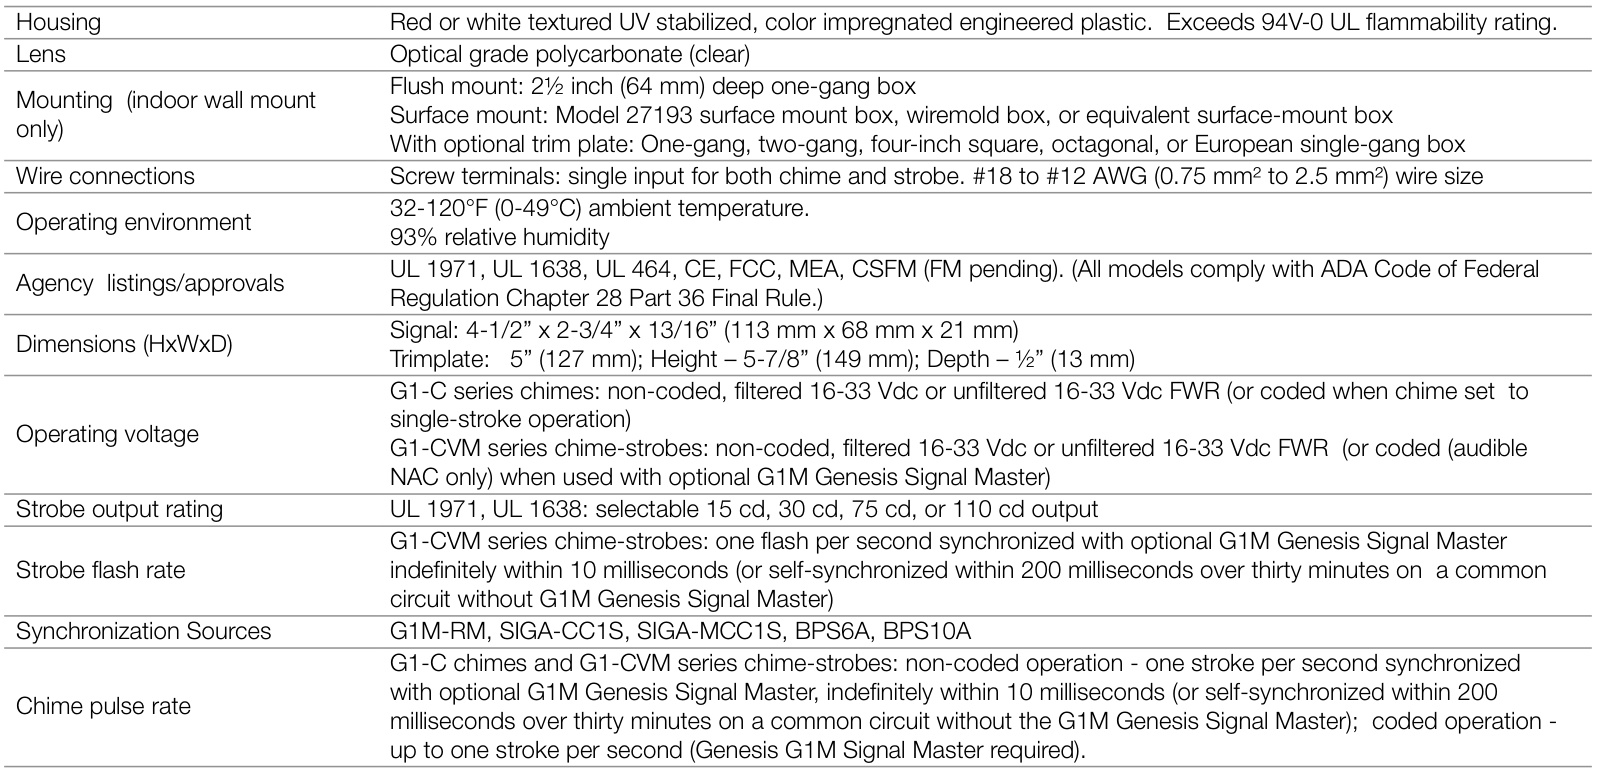 Housing
Red or white textured UV stabilized, color impregnated engineered plastic.  Exceeds 94V-0 UL flammability rating.
Lens
Optical grade polycarbonate (clear)
Mounting  (indoor wall mount
only)
Flush mount: 2½ inch (64 mm) deep one-gang box
Surface mount: Model 27193 surface mount box, wiremold box, or equivalent surface-mount box
With optional trim plate: One-gang, two-gang, four-inch square, octagonal, or European single-gang box
Wire connections
Screw terminals: single input for both chime and strobe. #18 to #12 AWG (0.75 mm² to 2.5 mm²) wire size
Operating environment
32-120°F (0-49°C) ambient temperature.
93% relative humidity
Agency  listings/approvals
UL 1971, UL 1638, UL 464, CE, FCC, MEA, CSFM (FM pending). (All models comply with ADA Code of Federal
Regulation Chapter 28 Part 36 Final Rule.)
Dimensions (HxWxD)
Signal: 4-1/2” x 2-3/4” x 13/16” (113 mm x 68 mm x 21 mm)
Trimplate:   5” (127 mm); Height – 5-7/8” (149 mm); Depth – ½” (13 mm)
Operating voltage
G1-C series chimes: non-coded, filtered 16-33 Vdc or unfiltered 16-33 Vdc FWR (or coded when chime set  to
single-stroke operation)
G1-CVM series chime-strobes: non-coded, filtered 16-33 Vdc or unfiltered 16-33 Vdc FWR  (or coded (audible
NAC only) when used with optional G1M Genesis Signal Master)
Strobe output rating
UL 1971, UL 1638: selectable 15 cd, 30 cd, 75 cd, or 110 cd output
Strobe flash rate
G1-CVM series chime-strobes: one flash per second synchronized with optional G1M Genesis Signal Master
indefinitely within 10 milliseconds (or self-synchronized within 200 milliseconds over thirty minutes on  a common
circuit without G1M Genesis Signal Master)
Synchronization Sources
G1M-RM, SIGA-CC1S, SIGA-MCC1S, BPS6A, BPS10A
Chime pulse rate
G1-C chimes and G1-CVM series chime-strobes: non-coded operation - one stroke per second synchronized
with optional G1M Genesis Signal Master, indefinitely within 10 milliseconds (or self-synchronized within 200
milliseconds over thirty minutes on a common circuit without the G1M Genesis Signal Master);  coded operation -
up to one stroke per second (Genesis G1M Signal Master required).